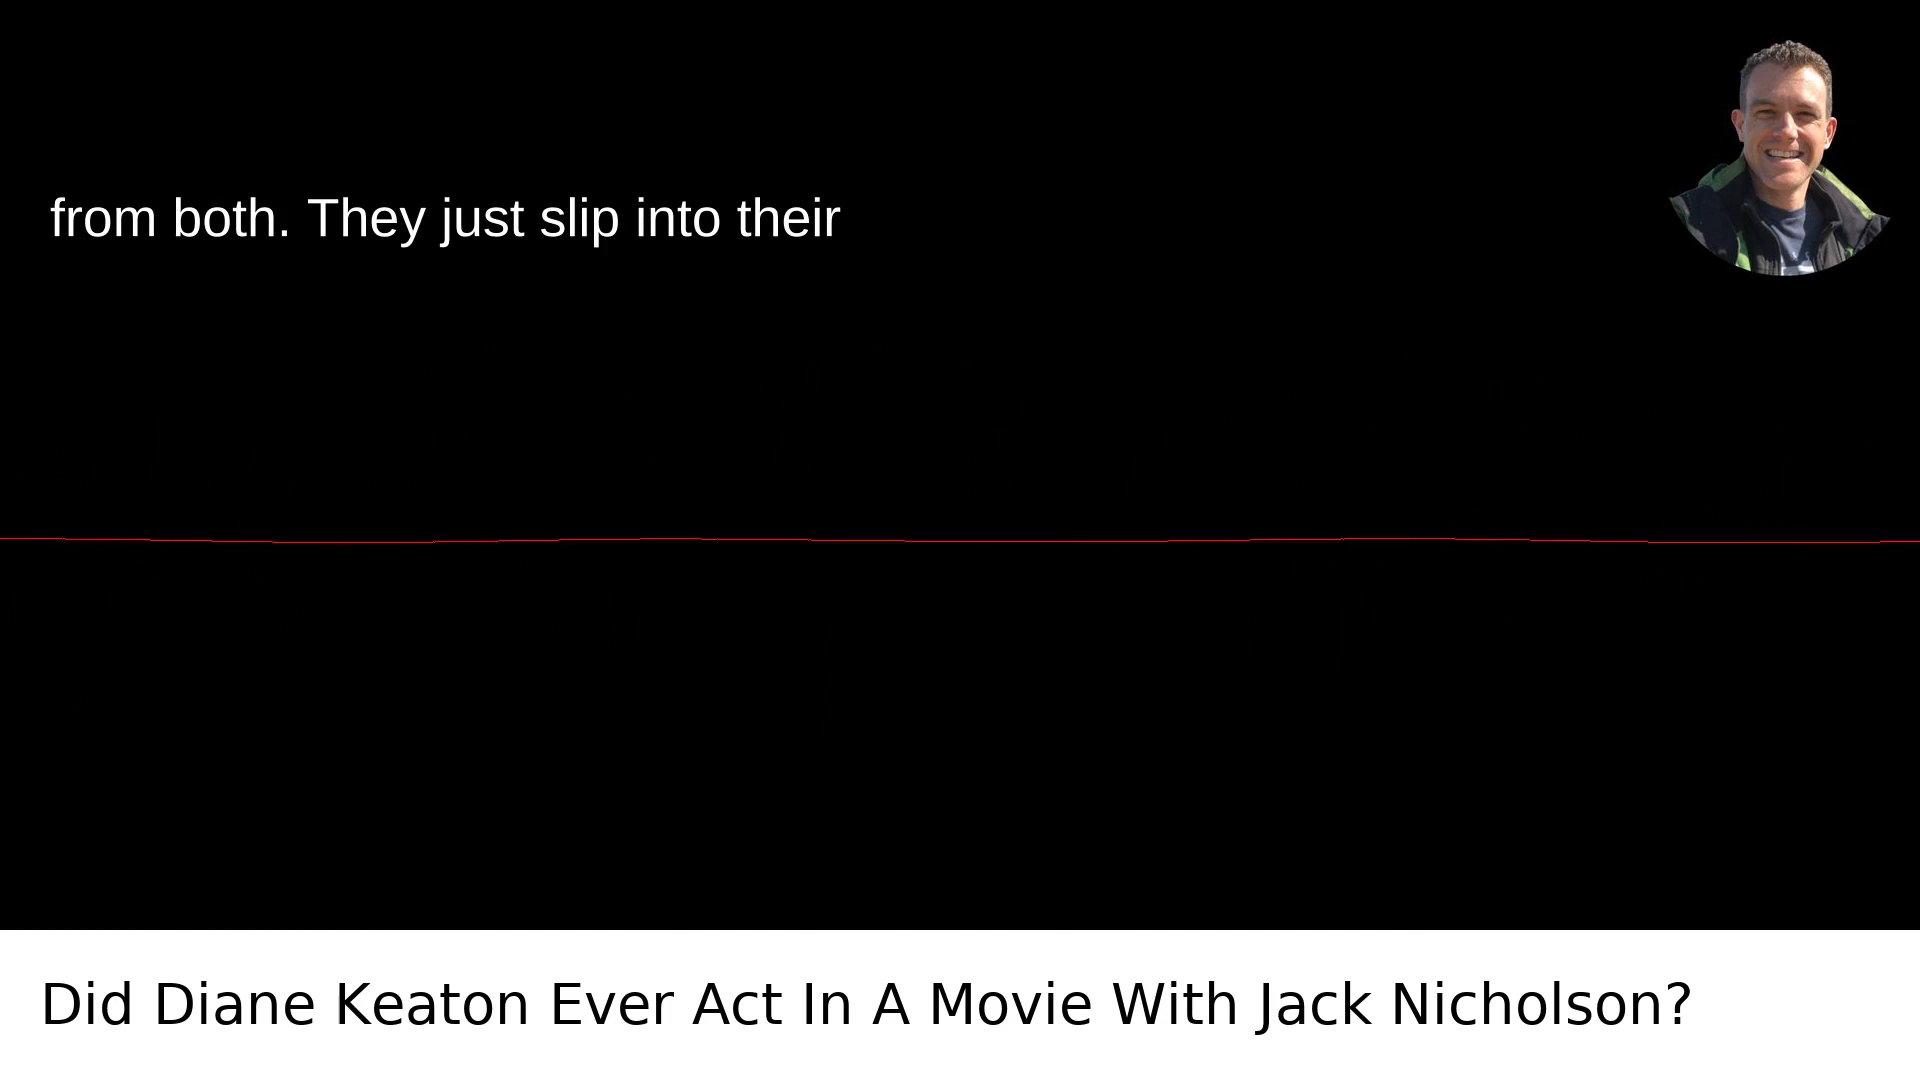 from both. They just slip into their
Did Diane Keaton Ever Act In A Movie With Jack Nicholson?